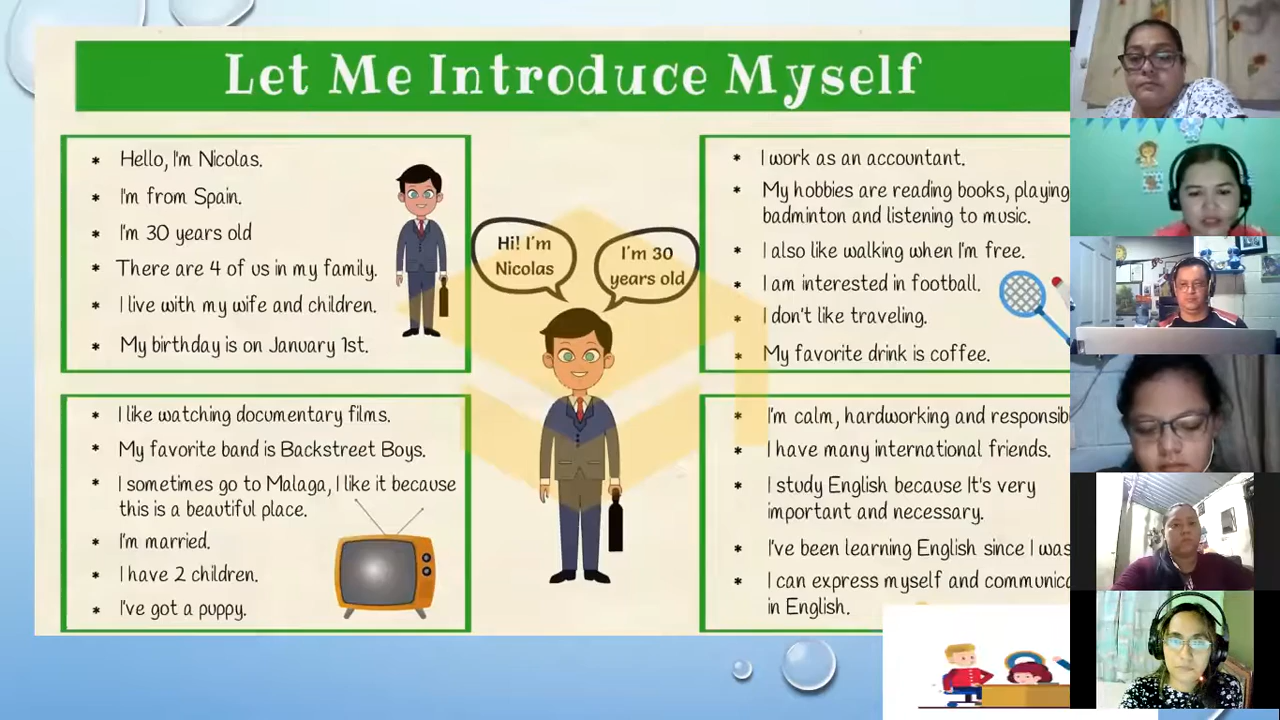 Let Me Introduce Myself
* Hello, I'm Nicolas.
* I'm from Spain.
* I'm 30 years old
* There are 4 of us in my family.
* I live with my wife and children.
* My birthday is on January 1st.
Hi! I'm
Nicolas
I'm 30
years old
* I work as an accountant.
* My hobbies are reading books, playing
badminton and listening to music.
* I also like walking when I'm free.
* I am interested in football.
* I don't like traveling.
* My favorite drink is coffee.
* I like watching documentary films.
* My favorite band is Backstreet Boys.
* I sometimes go to Malaga, I like it because
this is a beautiful place.
* I'm married.
* I have 2 children.
* I've got a puppy.
* I'm calm, hardworking and
* I have many international friends.
* I study English because It's very
important and necessary.
* I've been learning English since I was
* I can express myself and
in English.